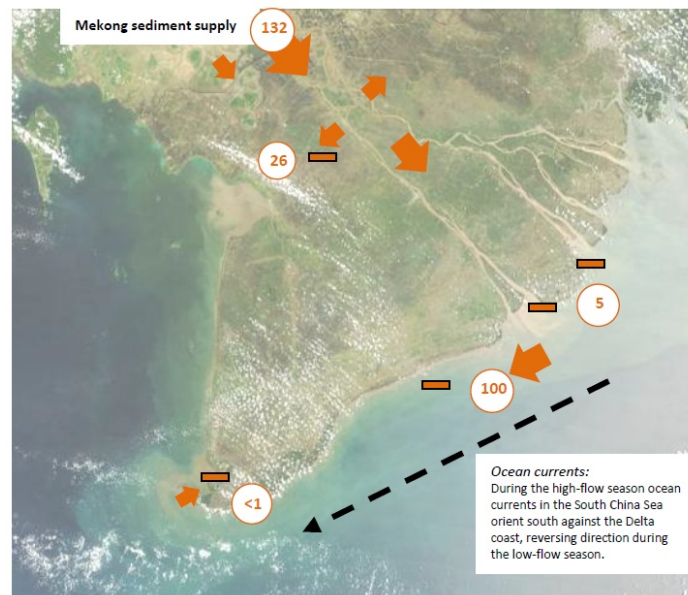 Mekong sediment supply 132
26
5
100
<1
Ocean currents:
During the high-flow season ocean
currents in the South China Sea
orient south against the Delta
coast, reversing direction during
the low-flow season.